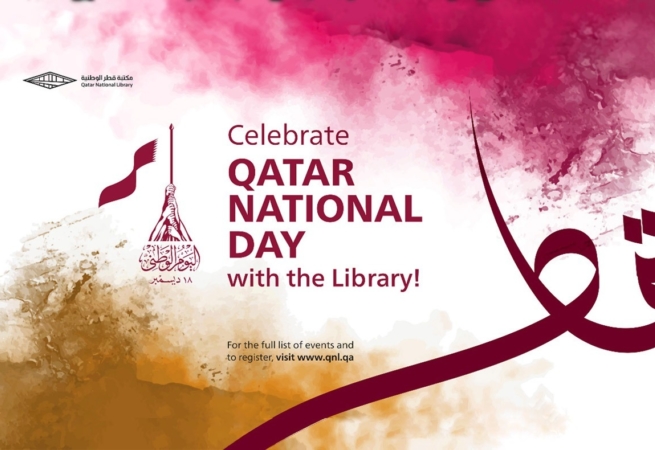 مكتبة قطر الوطنية
Qatar National Library
Celebrate
QATAR
NATIONAL
DAY
with the Library!
اليوم الوطني
١٨ ديسمبر
For the full list of events and
to register, visit www.qnl.qa